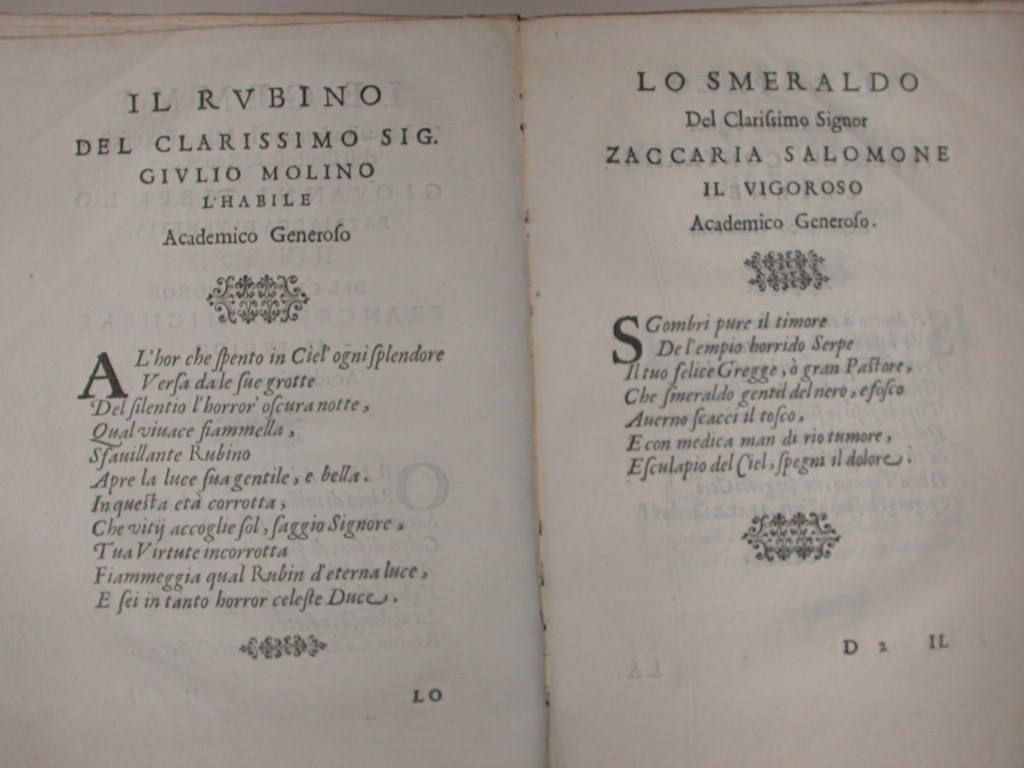 IL RVBINO
DEL CLARISSIMO SIG.
GIVLIO MOLINO
L'HABILE
Academico Generoſo
AL'hor che ſpento in Ciel' ogni ſplendore
Verſa da le ſue grotte
Del ſilentio l'horror' oſcura notte,
Qual viuace fiammella,
Sfauillante Rubino
Apre la luce ſua gentile, e bella.
In queſta età corrotta,
Che vitij accoglie ſol, ſaggio Signore,
Tua Virtute incorrotta
Fiammeggia qual Rubin d'eterna luce,
E ſei in tanto horror celeſte Duce.
LO
LO SMERALDO
Del Clariſſimo Signor
ZACCARIA SALOMONE
IL VIGOROSO
Academico Generoſo.
SGombri pure il timore
De l'empio horrido Serpe
Il tuo felice Gregge, ò gran Paſtore,
Che ſmeraldo gentil del nero, e foſco
Auerno ſcacci il toſco,
E con medica man di rio tumore,
Eſculapio del Ciel, ſpegni il dolore.
D 2 IL